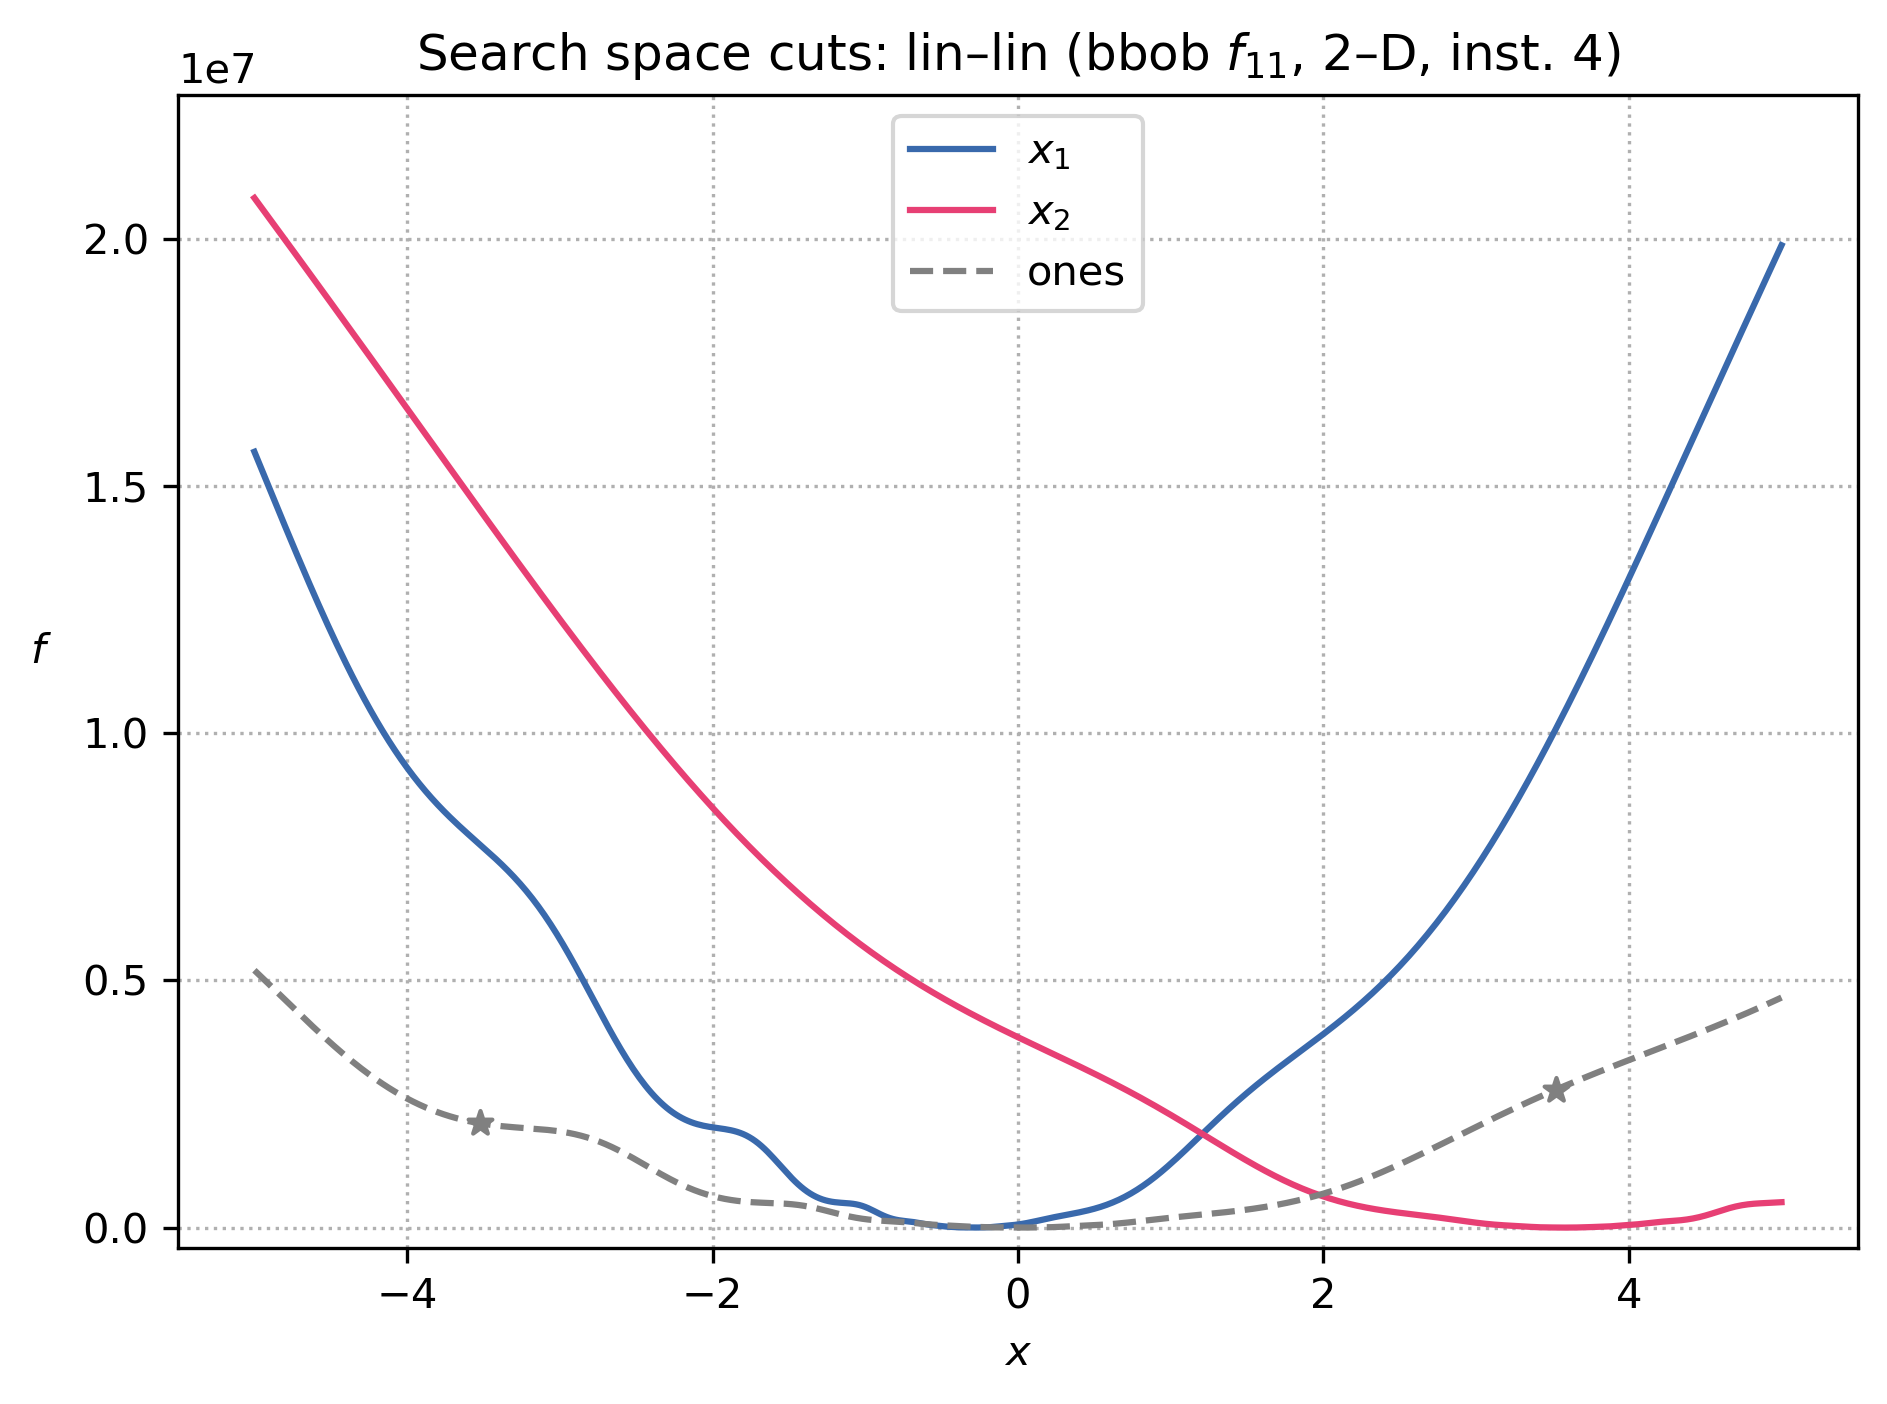 Search space cuts: lin–lin (bbob f₁₁, 2–D, inst. 4)
1e7
x₁
x₂
ones
2.0
1.5
1.0
0.5
0.0
f
−4 −2 0 2 4
x